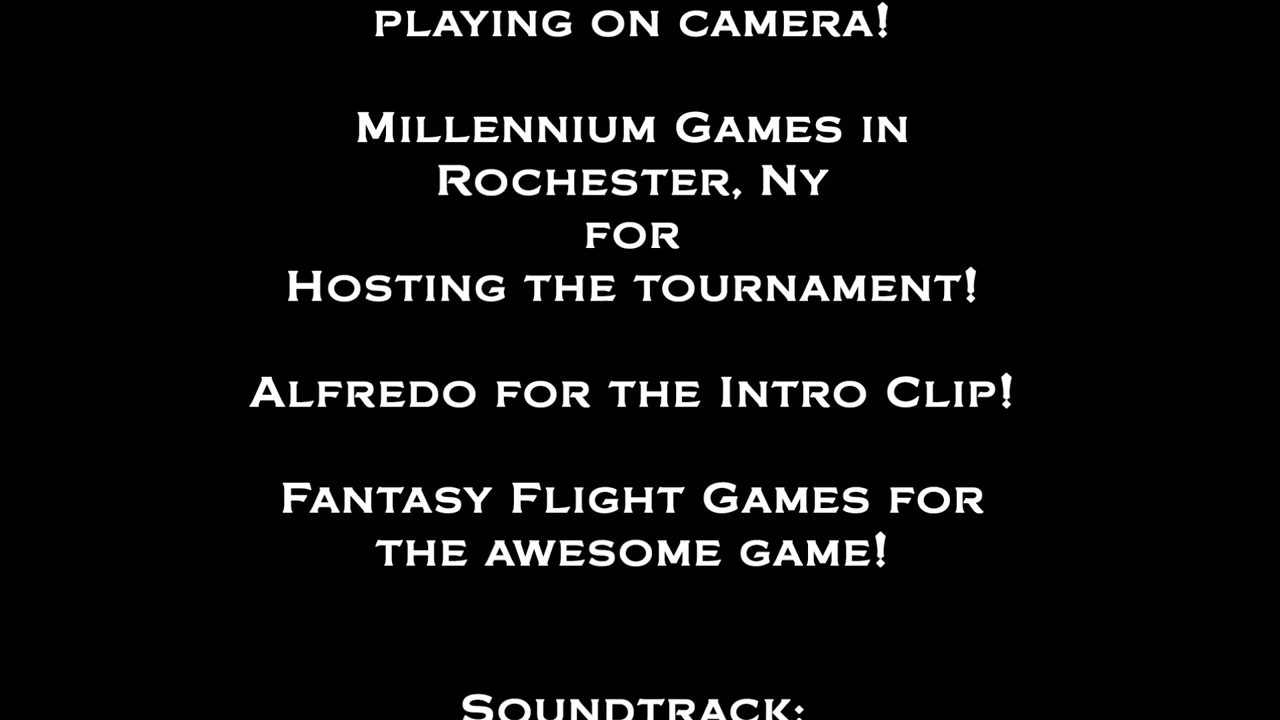 PLAYING ON CAMERA!
MILLENNIUM GAMES IN
ROCHESTER, NY
FOR
HOSTING THE TOURNAMENT!
ALFREDO FOR THE INTRO CLIP!
FANTASY FLIGHT GAMES FOR
THE AWESOME GAME!
SOUNDTRACK: